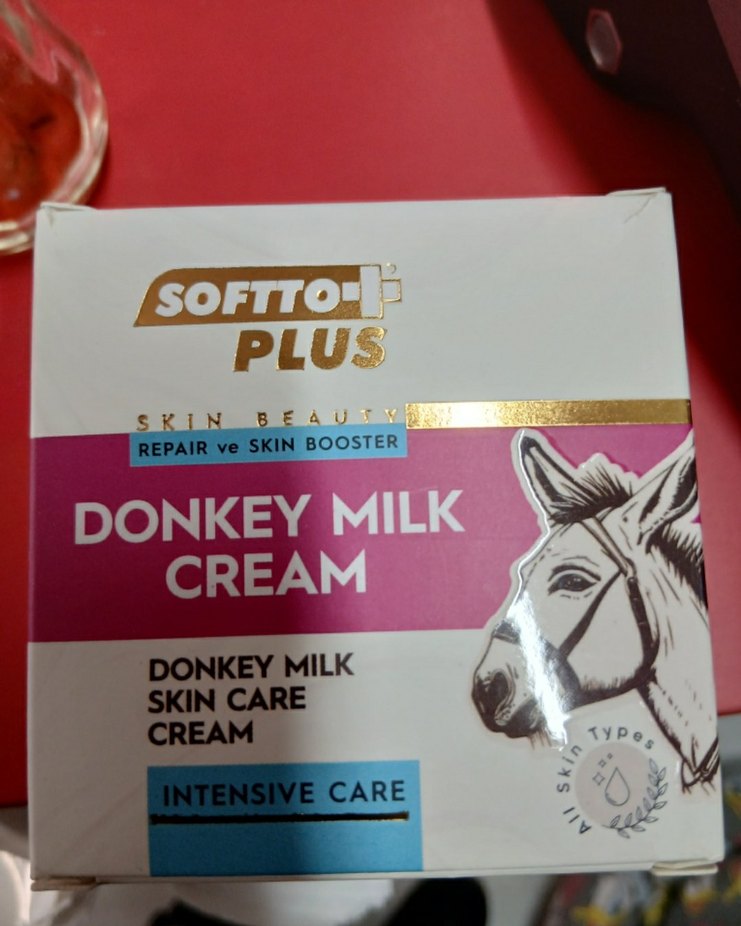 SOFTTO
PLUS
SKIN BEAUTY
REPAIR ve SKIN BOOSTER
DONKEY MILK
CREAM
DONKEY MILK
SKIN CARE
CREAM
INTENSIVE CARE
All Skin Types